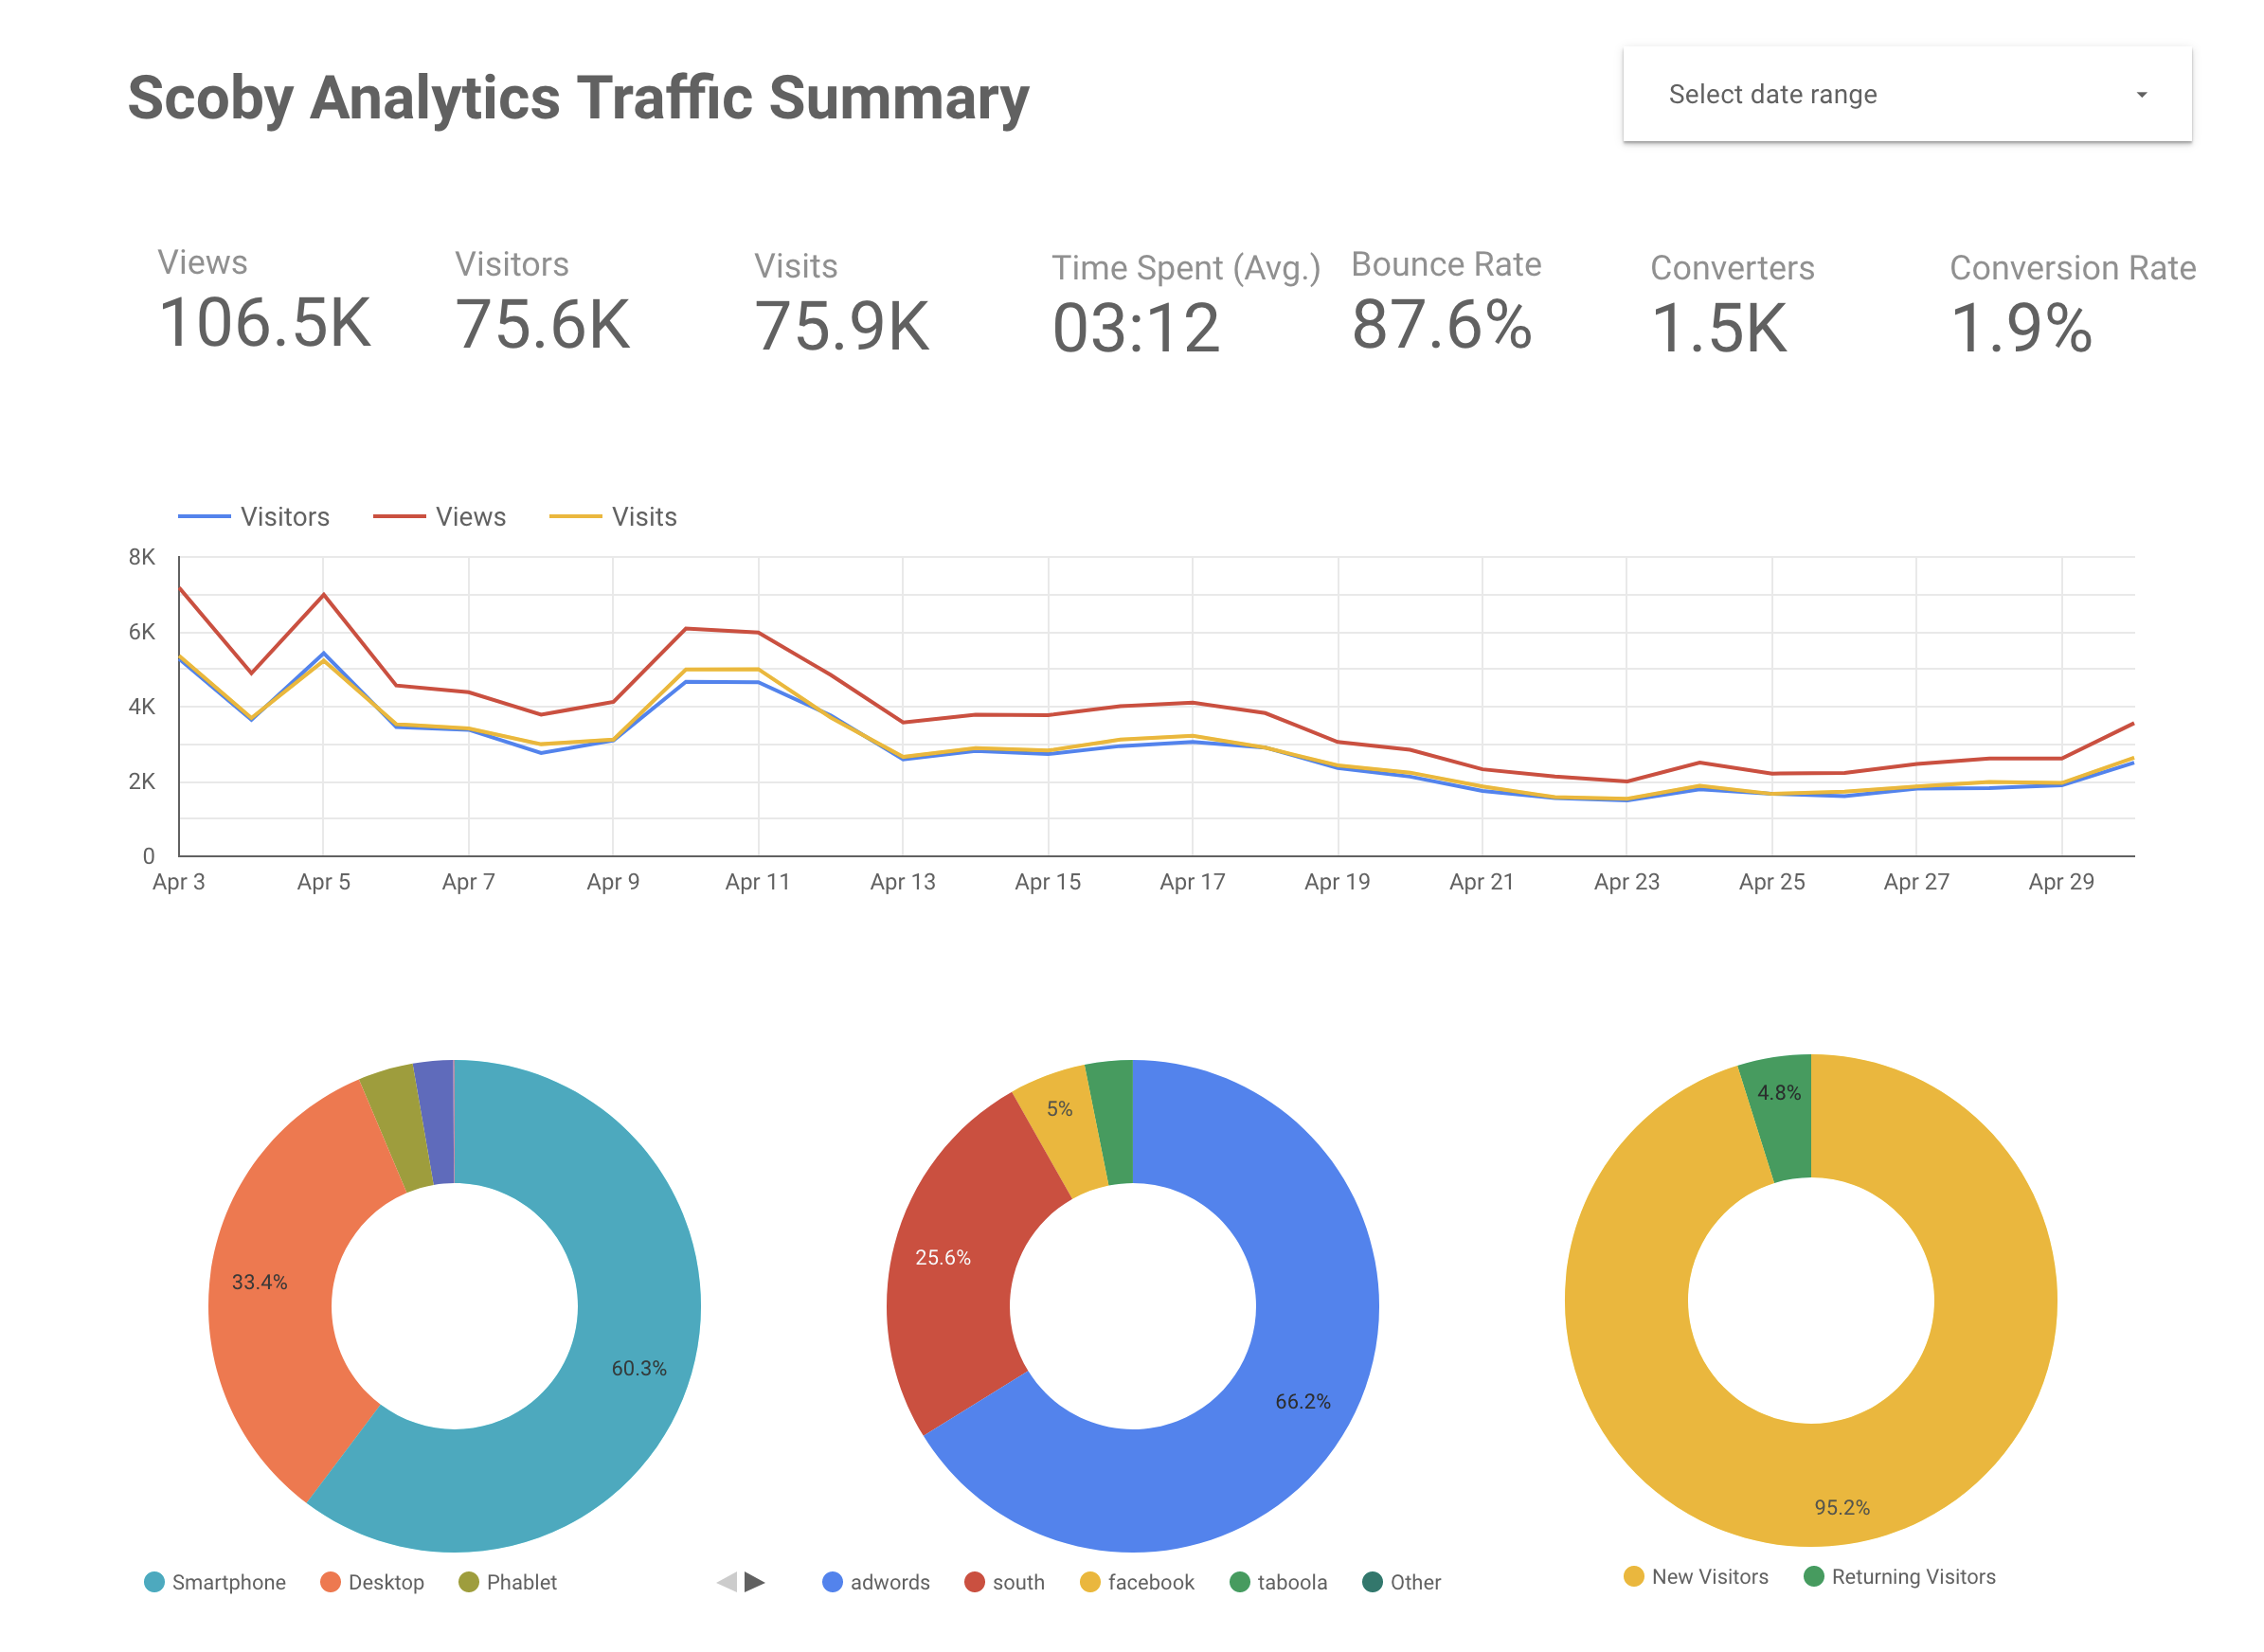 Scoby Analytics Traffic Summary
Select date range
Views
106.5K
Visitors
75.6K
Visits
75.9K
Time Spent (Avg.)
03:12
Bounce Rate
87.6%
Converters
1.5K
Conversion Rate
1.9%
Visitors Views Visits
8K
6K
4K
2K
0
Apr 3 Apr 5 Apr 7 Apr 9 Apr 11 Apr 13 Apr 15 Apr 17 Apr 19 Apr 21 Apr 23 Apr 25 Apr 27 Apr 29
33.4%
60.3%
Smartphone Desktop Phablet
5%
25.6%
66.2%
adwords south facebook taboola Other
4.8%
95.2%
New Visitors Returning Visitors